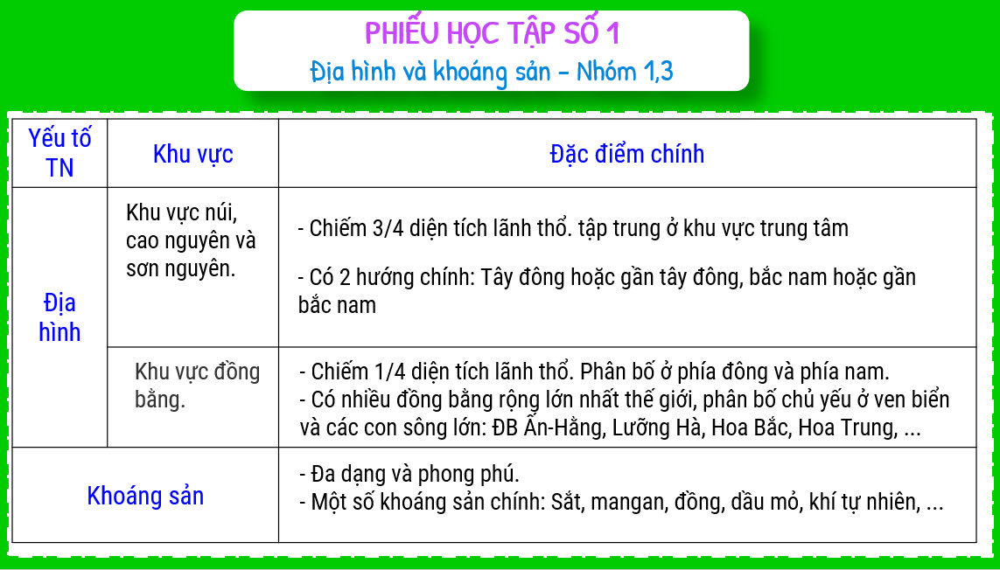 PHIẾU HỌC TẬP SỐ 1
Địa hình và khoáng sản – Nhóm 1,3
Yếu tố
TN
Khu vực
Đặc điểm chính
Địa
hình
Khu vực núi,
cao nguyên và
sơn nguyên.
- Chiếm 3/4 diện tích lãnh thổ. tập trung ở khu vực trung tâm
- Có 2 hướng chính: Tây đông hoặc gần tây đông, bắc nam hoặc gần
bắc nam
Khu vực đồng
bằng.
- Chiếm 1/4 diện tích lãnh thổ. Phân bố ở phía đông và phía nam.
- Có nhiều đồng bằng rộng lớn nhất thế giới, phân bố chủ yếu ở ven biển
và các con sông lớn: ĐB Ấn-Hằng, Lưỡng Hà, Hoa Bắc, Hoa Trung, ...
Khoáng sản
- Đa dạng và phong phú.
- Một số khoáng sản chính: Sắt, mangan, đồng, dầu mỏ, khí tự nhiên, ...